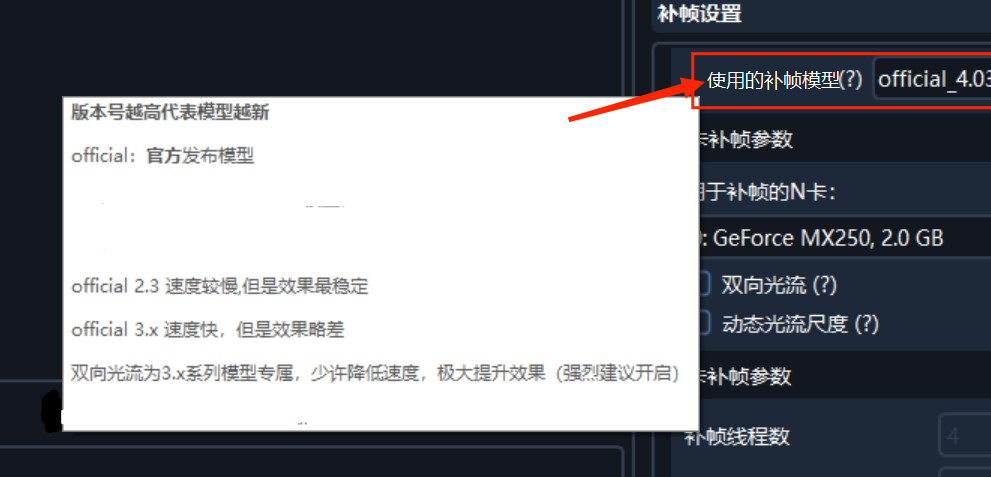 补帧设置
使用的补帧模型(?)
official_4.03
版本号越高代表模型越新
official：官方发布模型
official 2.3 速度较慢,但是效果最稳定
official 3.x 速度快，但是效果略差
双向光流为3.x系列模型专属，少许降低速度，极大提升效果（强烈建议开启）
卡补帧参数
用于补帧的N卡：
0: GeForce MX250, 2.0 GB
双向光流 (?)
动态光流尺度 (?)
卡补帧参数
补帧线程数
4